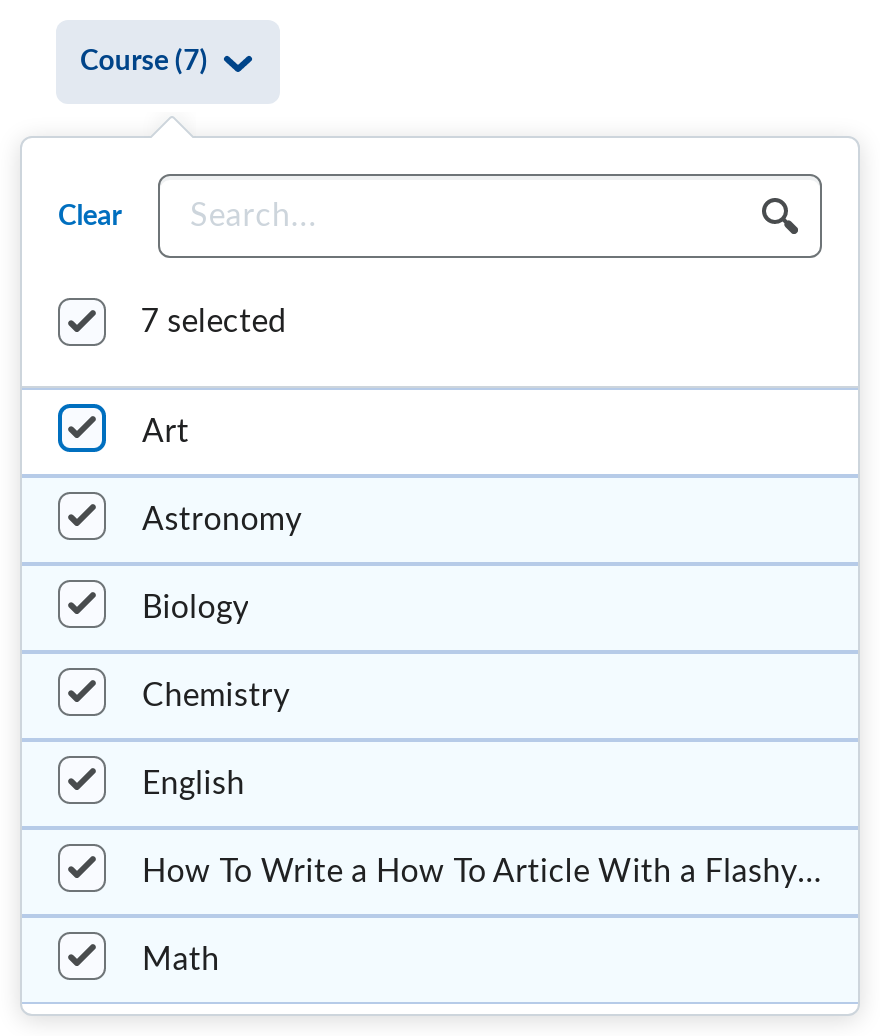 Course (7)
Clear
Search...
7 selected
Art
Astronomy
Biology
Chemistry
English
How To Write a How To Article With a Flashy...
Math